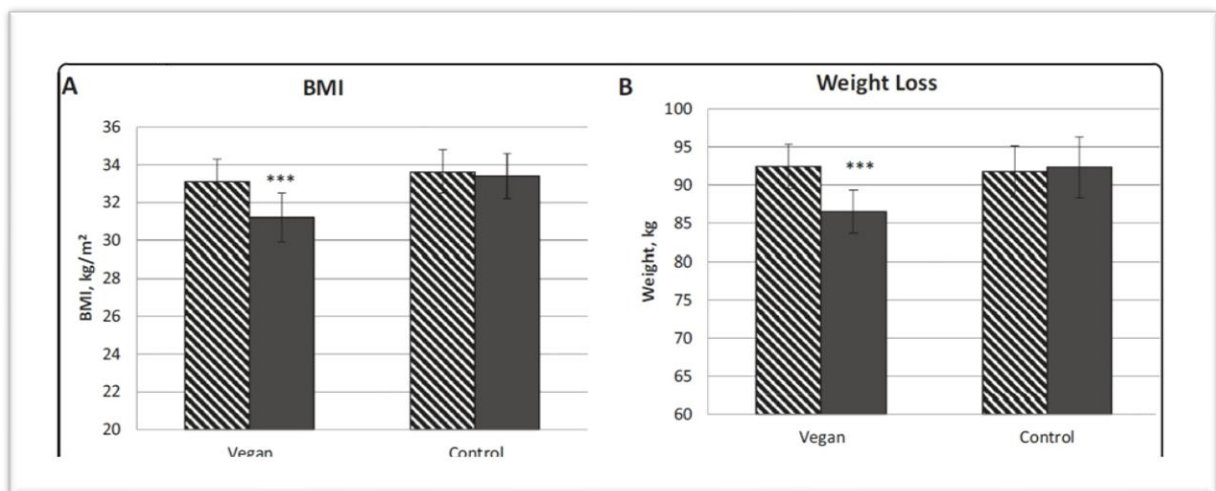 A
BMI
36
34
32
30
28
26
24
22
20
BMI, kg/m²
***
Vegan
Control
B
Weight Loss
100
95
90
85
80
75
70
65
60
Weight, kg
***
Vegan
Control